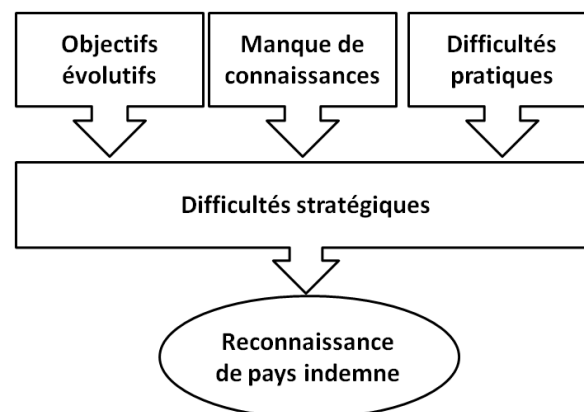 Objectifs
évolutifs
Manque de
connaissances
Difficultés
pratiques
Difficultés stratégiques
Reconnaissance
de pays indemne